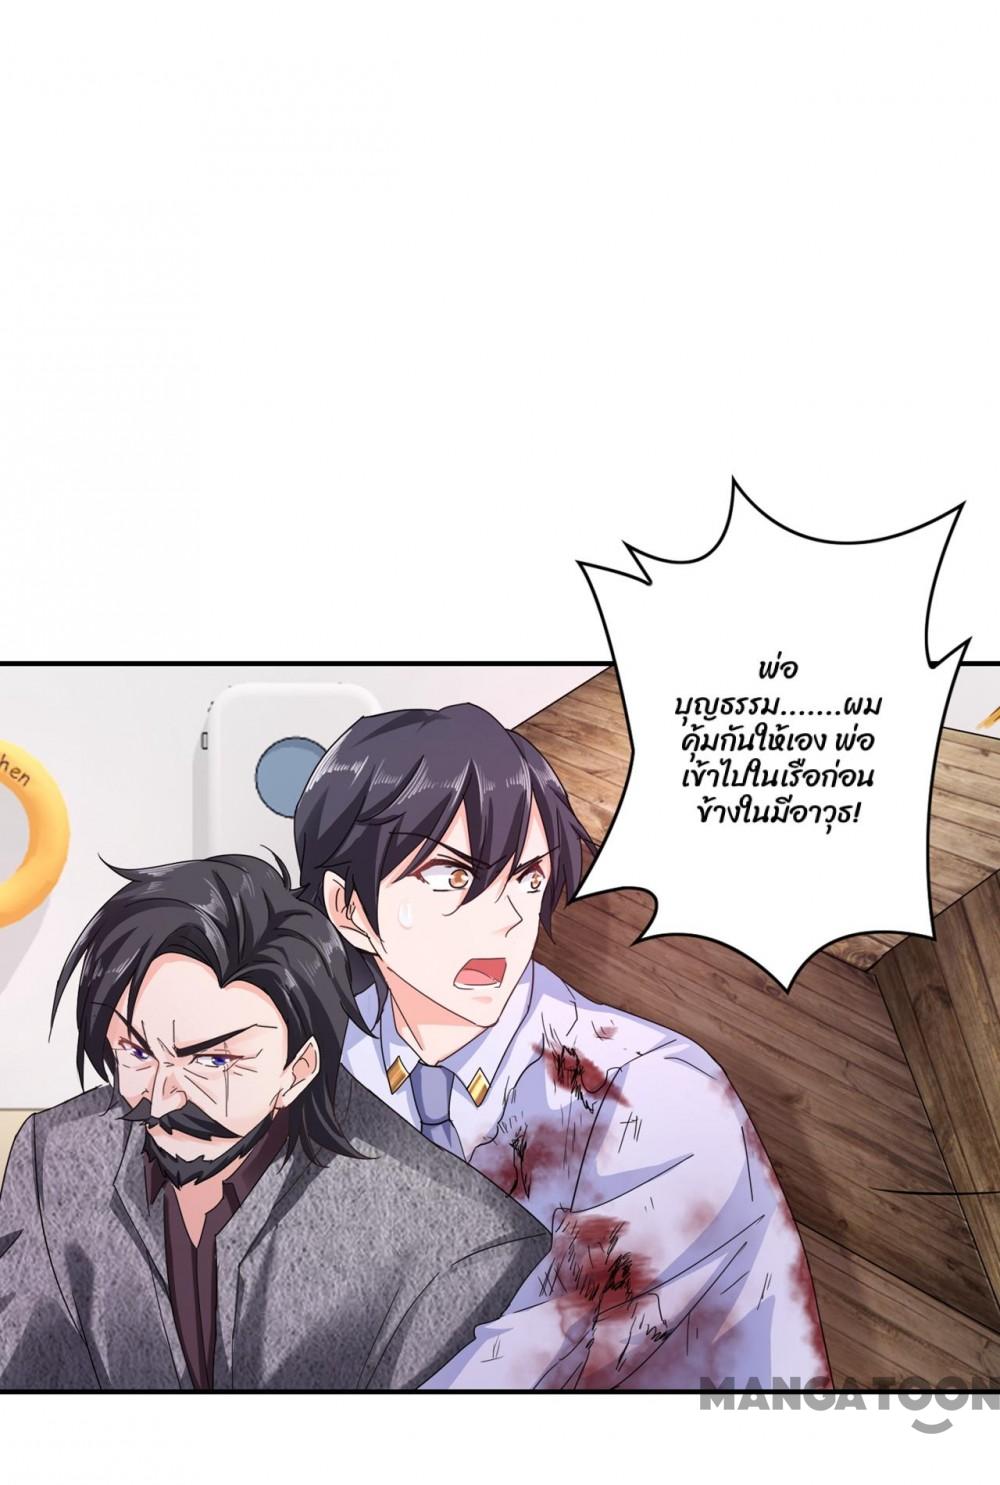 พ่อ
บุญธรรม.......ผม
คุ้มกันให้เอง พ่อ
เข้าไปในเรือก่อน
ข้างในมีอาวุธ!
hen
MANGATOON